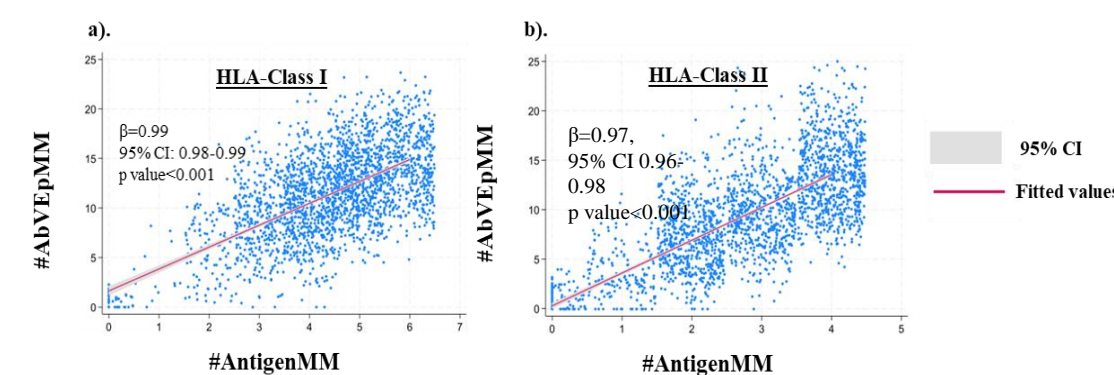 a).
HLA-Class I
β=0.99
95% CI: 0.98-0.99
p value<0.001
#AbVEpMM
25
20
15
10
5
0
0 1 2 3 4 5 6 7
#AntigenMM
b).
HLA-Class II
β=0.97,
95% CI 0.96-
0.98
p value<0.001
#AbVEpMM
25
20
15
10
5
0
0 1 2 3 4 5
#AntigenMM
95% CI
Fitted values